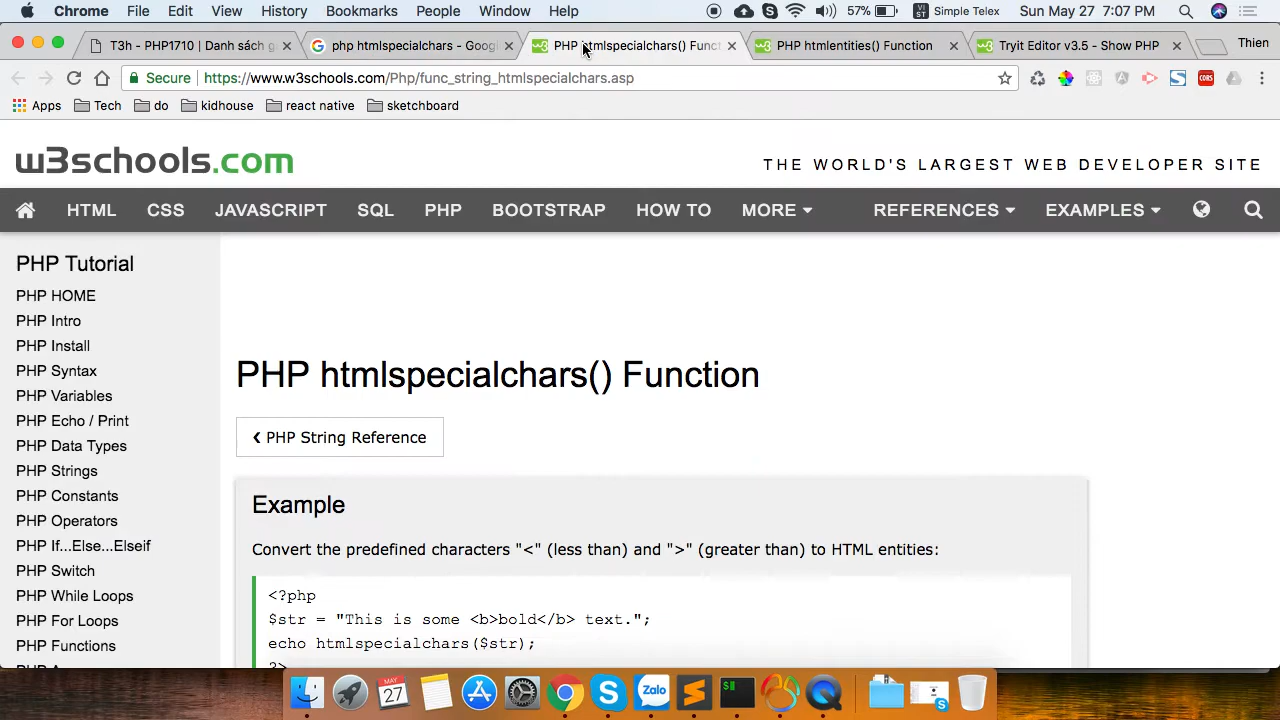 Chrome File Edit View History Bookmarks People Window Help 57% VI ST Simple Telex Sun May 27 7:07 PM
T3h - PHP1710 | Danh sách g php htmlspecialchars - Googl PHP htmlspecialchars() Funct PHP htmlentities() Function Tryit Editor v3.5 - Show PHP Thien
Secure https://www.w3schools.com/Php/func_string_htmlspecialchars.asp CORS
Apps Tech do kidhouse react native sketchboard
w3schools.com THE WORLD'S LARGEST WEB DEVELOPER SITE
HTML CSS JAVASCRIPT SQL PHP BOOTSTRAP HOW TO MORE REFERENCES EXAMPLES
PHP Tutorial
PHP HOME
PHP Intro
PHP Install
PHP Syntax
PHP Variables
PHP Echo / Print
PHP Data Types
PHP Strings
PHP Constants
PHP Operators
PHP If...Else...Elseif
PHP Switch
PHP While Loops
PHP For Loops
PHP Functions
PHP htmlspecialchars() Function
❮ PHP String Reference
Example
Convert the predefined characters "<" (less than) and ">" (greater than) to HTML entities:
<?php
$str = "This is some <b>bold</b> text.";
echo htmlspecialchars($str);
?>
MAY
27
Zalo